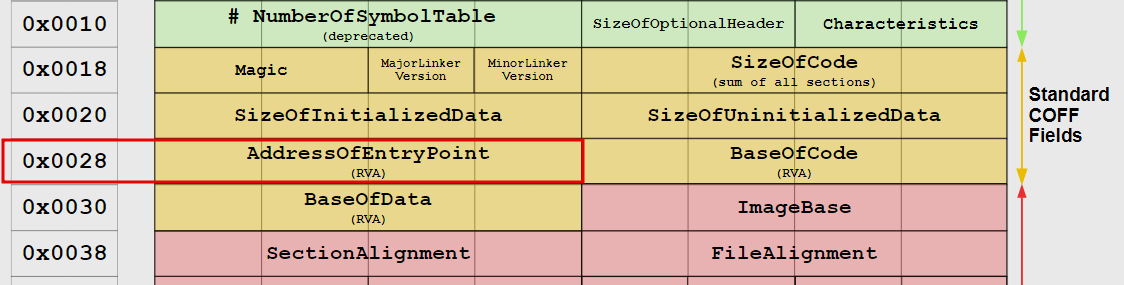 0x0010
# NumberOfSymbolTable
(deprecated)
SizeOfOptionalHeader
Characteristics
0x0018
Magic
MajorLinker
Version
MinorLinker
Version
SizeOfCode
(sum of all sections)
0x0020
SizeOfInitializedData
SizeOfUninitializedData
0x0028
AddressOfEntryPoint
(RVA)
BaseOfCode
(RVA)
0x0030
BaseOfData
(RVA)
ImageBase
0x0038
SectionAlignment
FileAlignment
Standard
COFF
Fields